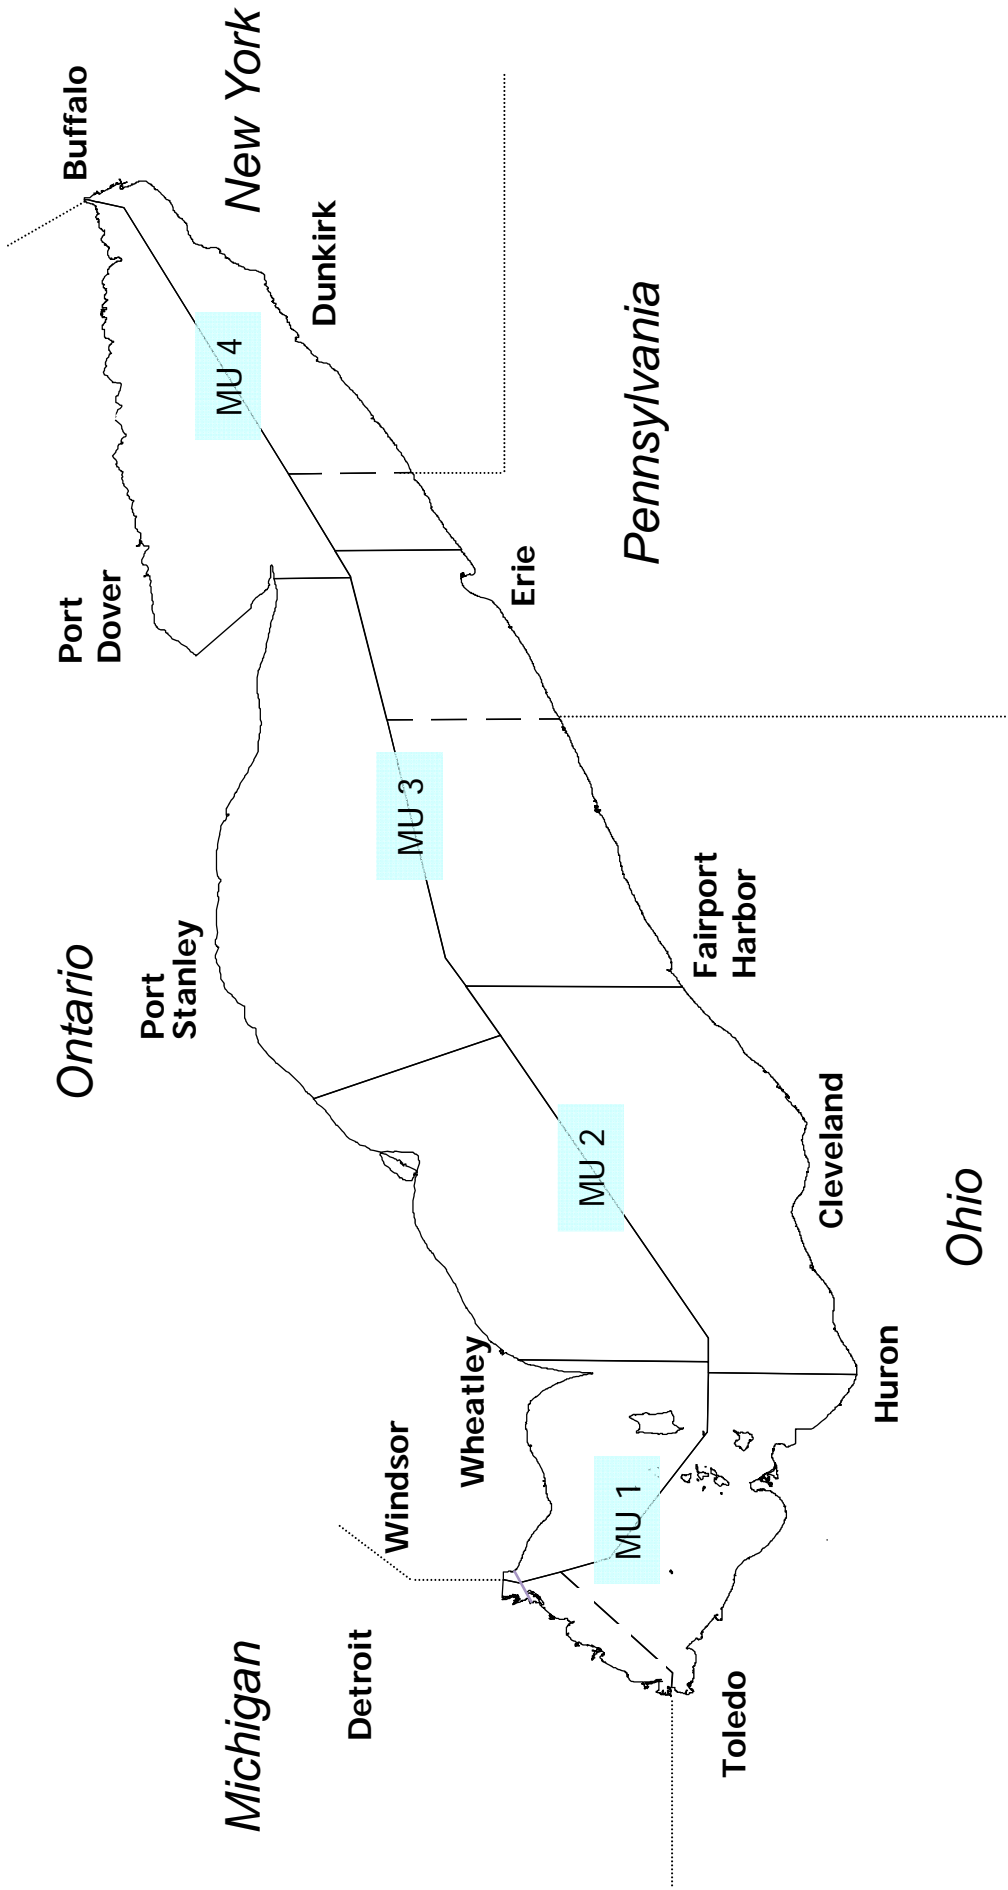 Ontario
Michigan
New York
Pennsylvania
Ohio
Buffalo
Port
Dover
Dunkirk
MU 4
Erie
Port
Stanley
MU 3
Fairport
Harbor
MU 2
Cleveland
Wheatley
Windsor
Huron
MU 1
Detroit
Toledo